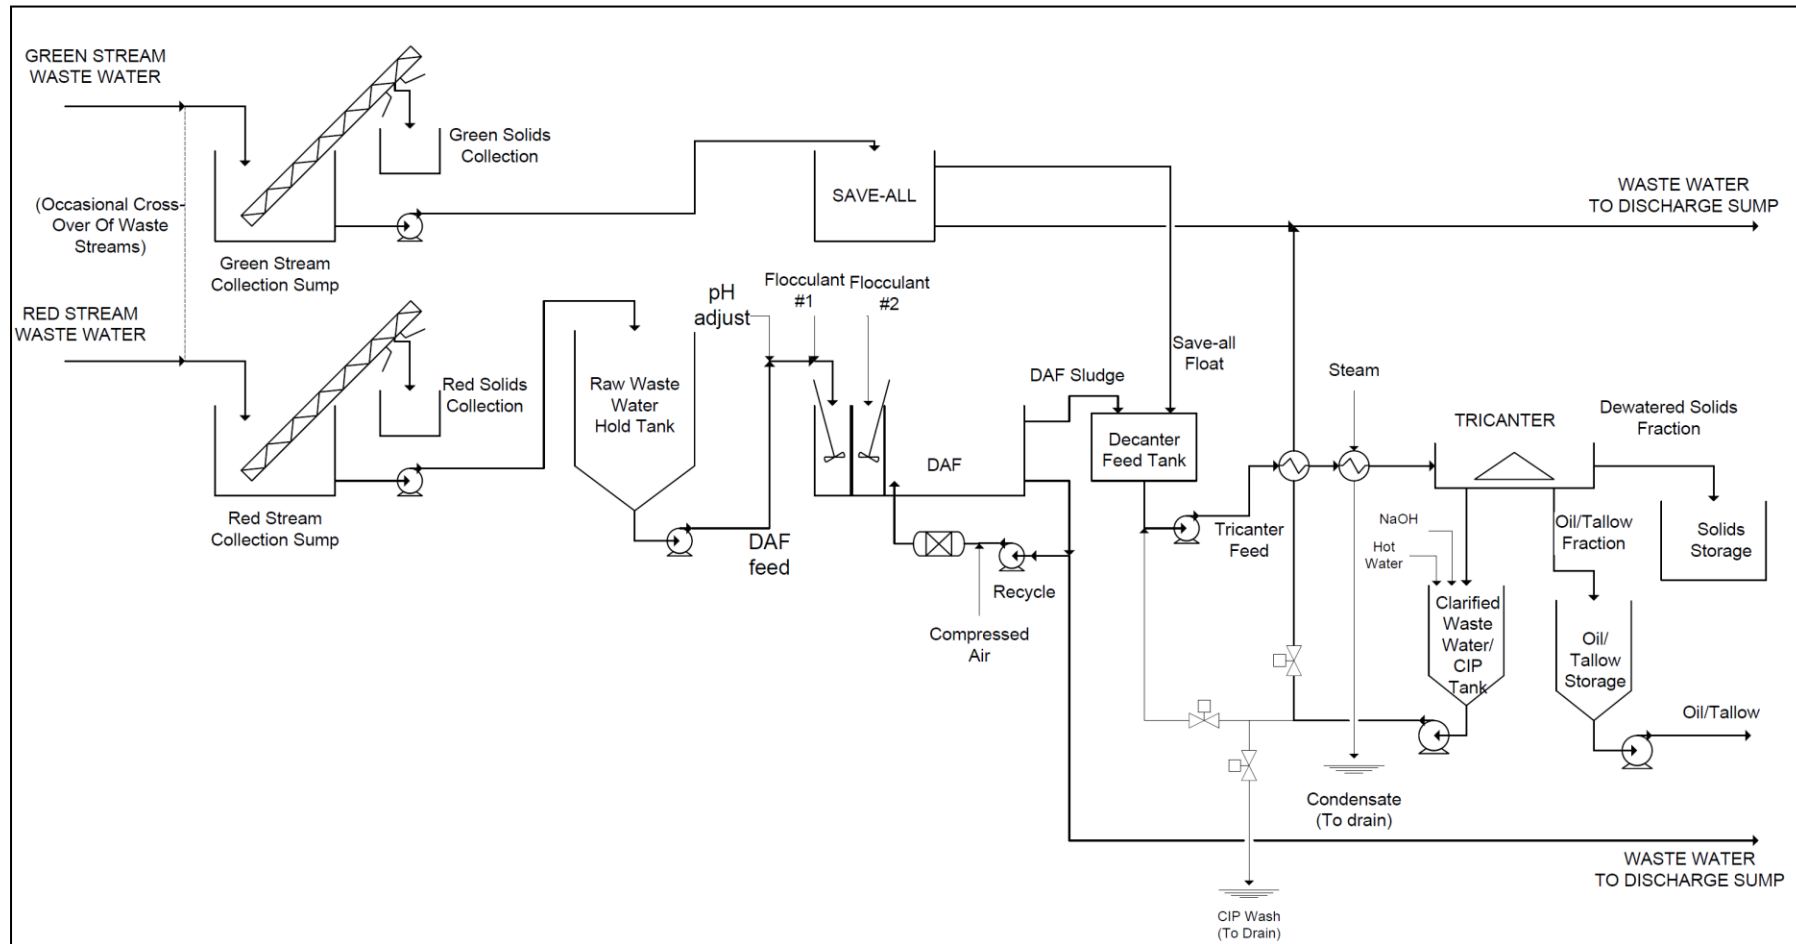 GREEN STREAM
WASTE WATER
Green Solids
Collection
(Occasional Cross-
Over Of Waste
Streams)
Green Stream
Collection Sump
SAVE-ALL
WASTE WATER
TO DISCHARGE SUMP
RED STREAM
WASTE WATER
Red Solids
Collection
Red Stream
Collection Sump
Raw Waste
Water
Hold Tank
pH
adjust
Flocculant
#1
Flocculant
#2
DAF
feed
DAF
DAF Sludge
Save-all
Float
Decanter
Feed Tank
Recycle
Compressed
Air
Tricanter
Feed
Steam
TRICANTER
Dewatered Solids
Fraction
Solids
Storage
Oil/Tallow
Fraction
NaOH
Hot
Water
Clarified
Waste
Water/
CIP
Tank
Oil/
Tallow
Storage
Oil/Tallow
Condensate
(To drain)
WASTE WATER
TO DISCHARGE SUMP
CIP Wash
(To Drain)